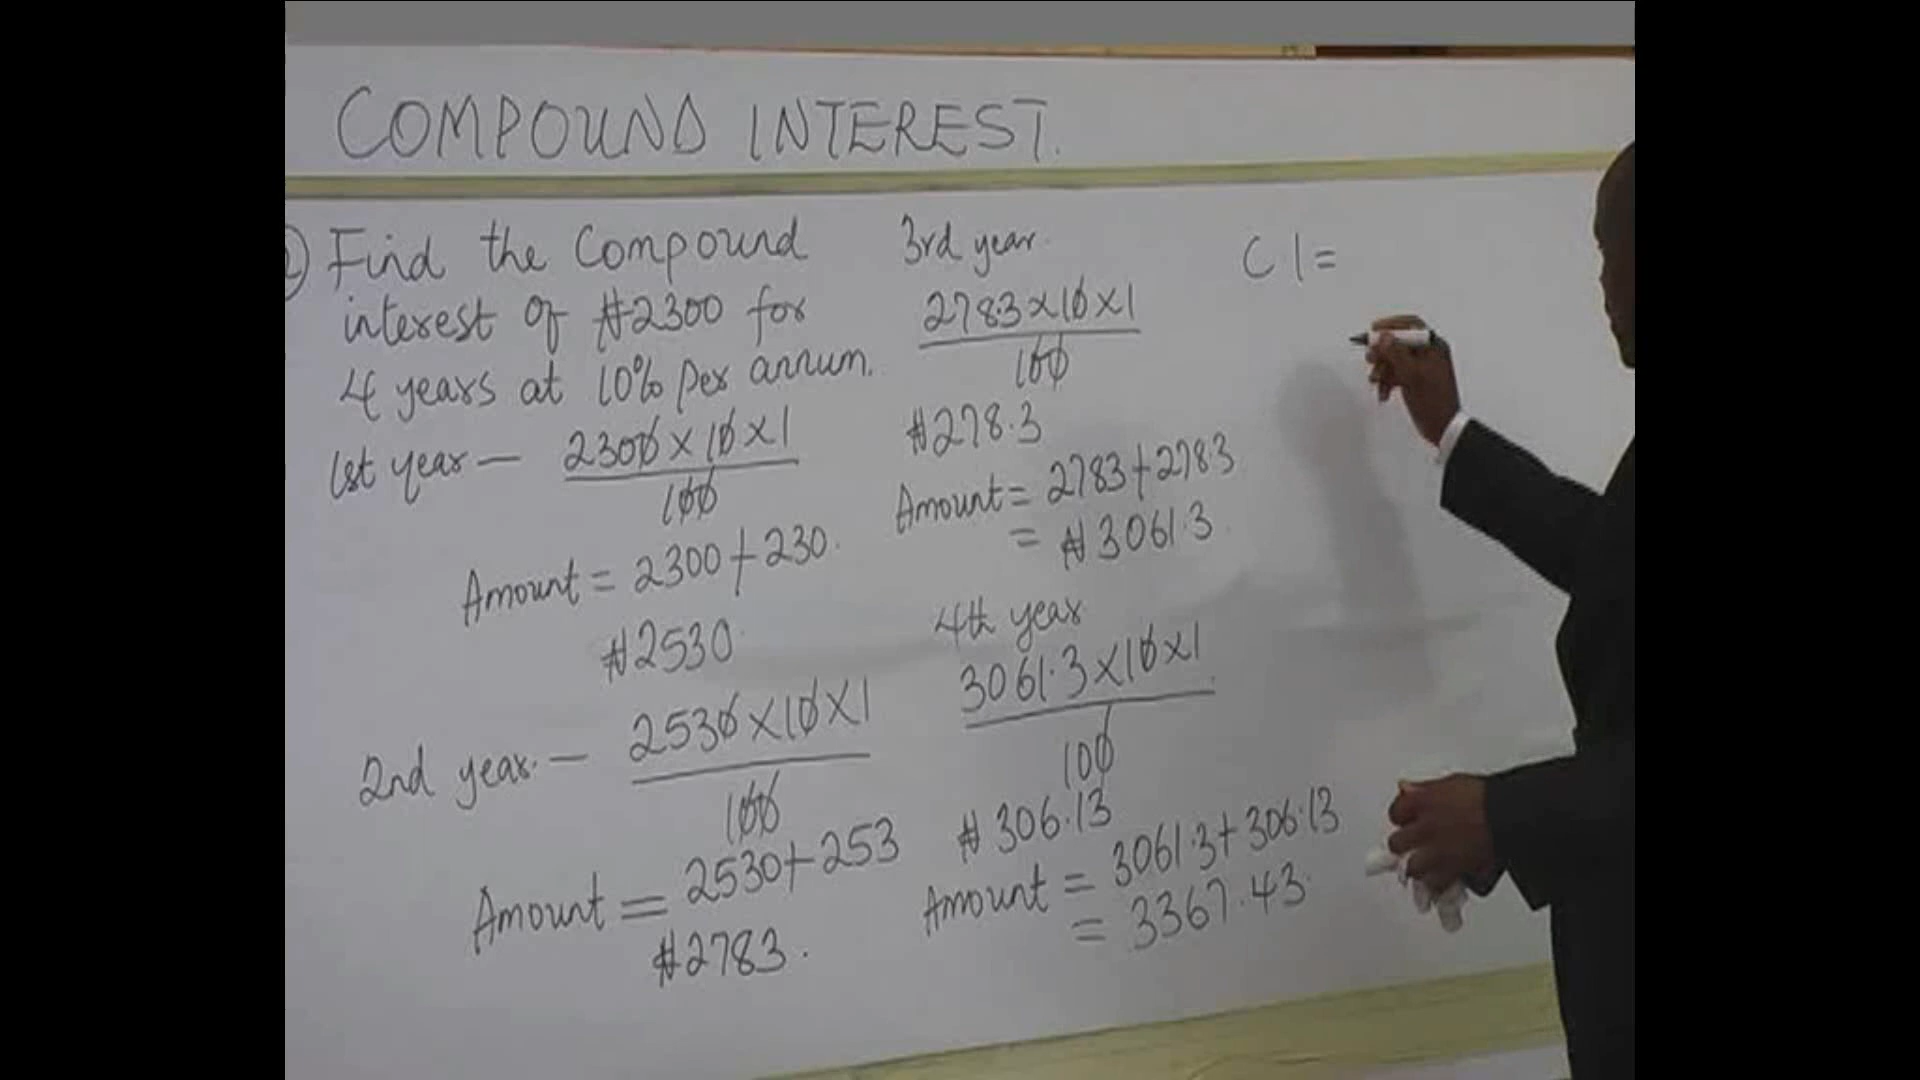 COMPOUND INTEREST.
Find the Compound
interest of ₦2300 for
4 years at 10% per annum.
1st year — 2300 x 10 x 1
100
Amount = 2300 + 230.
₦2530.
2nd year. — 2530 x 10 x 1
100
Amount = 2530 + 253
₦2783.
3rd year.
2783 x 10 x 1
100
₦278.3
Amount = 2783 + 278.3
= ₦3061.3.
4th year
3061.3 x 10 x 1
100
₦306.13
Amount = 3061.3 + 306.13
= 3367.43.
C I =